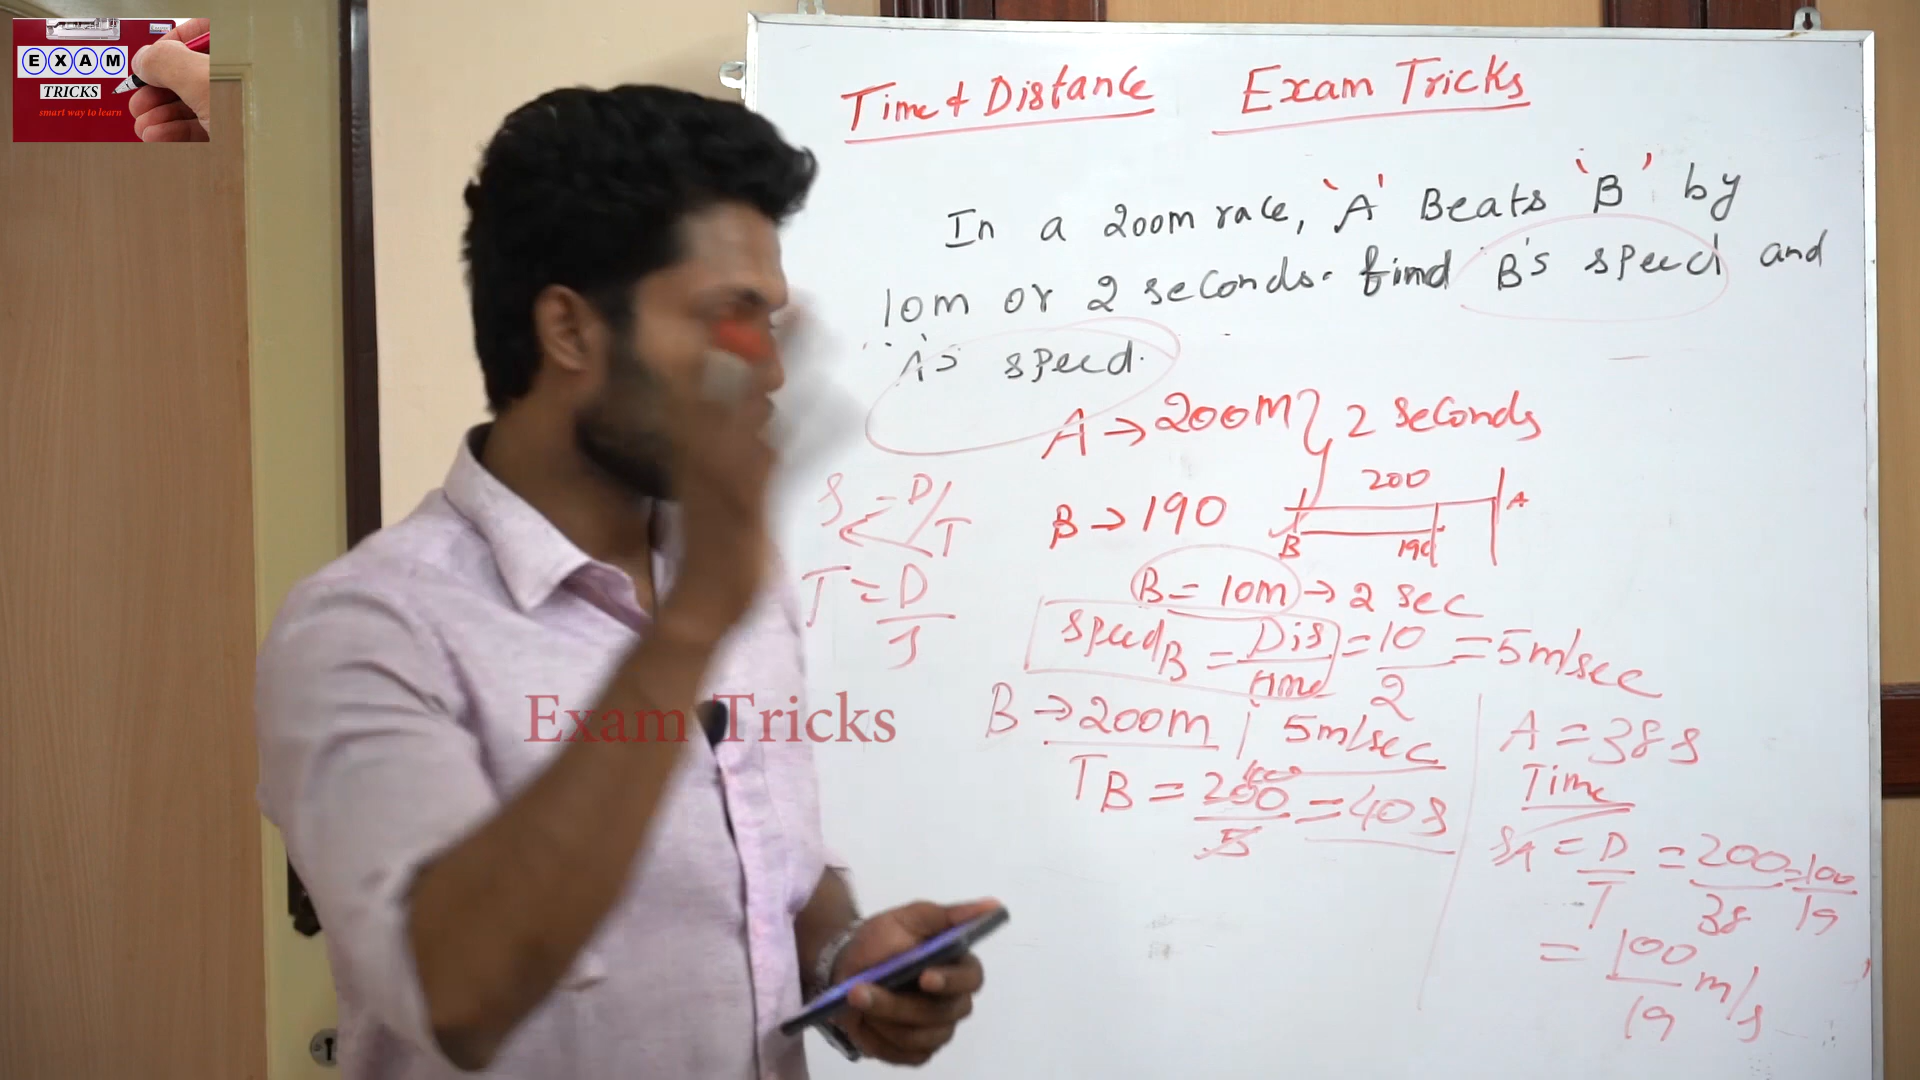 EXAM
TRICKS
smart way to learn
Time & Distance Exam Tricks
In a 200m race, 'A' Beats 'B' by
10m or 2 seconds. find B's speed and
A's speed.
A → 200m} 2 seconds
B → 190
200
A
B 190
S = D/T
T = D/S
B = 10m → 2 sec
Speed B = Dis/time = 10/2 = 5m/sec
B → 200m | 5m/sec
TB = 200/5 = 40s
A = 38s
Time
SA = D/T = 200/38 = 100/19
= 100/19 m/s
Exam Tricks